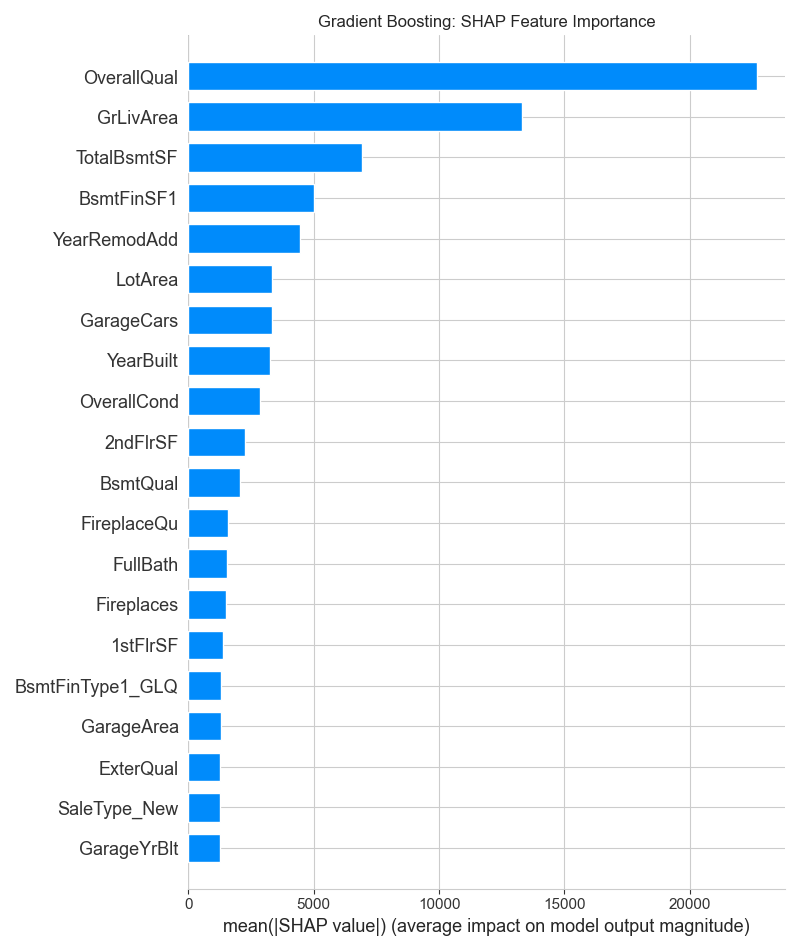 Gradient Boosting: SHAP Feature Importance
OverallQual
GrLivArea
TotalBsmtSF
BsmtFinSF1
YearRemodAdd
LotArea
GarageCars
YearBuilt
OverallCond
2ndFlrSF
BsmtQual
FireplaceQu
FullBath
Fireplaces
1stFlrSF
BsmtFinType1_GLQ
GarageArea
ExterQual
SaleType_New
GarageYrBlt
0 5000 10000 15000 20000
mean(|SHAP value|) (average impact on model output magnitude)